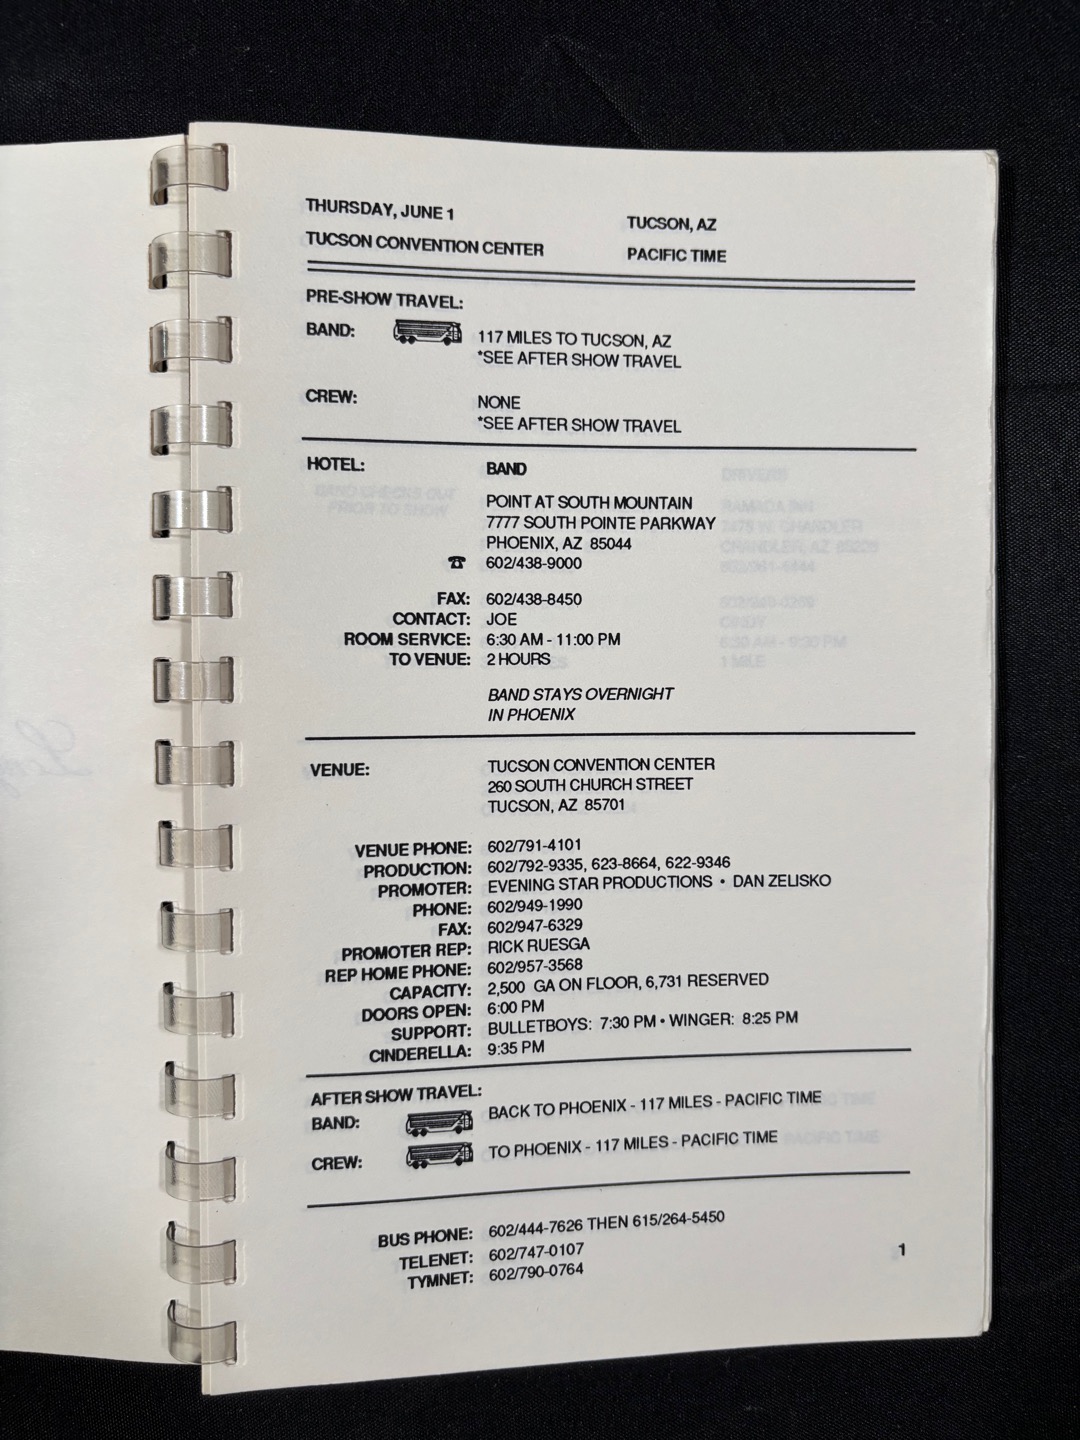 THURSDAY, JUNE 1 TUCSON, AZ
TUCSON CONVENTION CENTER PACIFIC TIME
PRE-SHOW TRAVEL:
BAND: 117 MILES TO TUCSON, AZ
*SEE AFTER SHOW TRAVEL
CREW: NONE
*SEE AFTER SHOW TRAVEL
HOTEL: BAND
POINT AT SOUTH MOUNTAIN
7777 SOUTH POINTE PARKWAY
PHOENIX, AZ 85044
☎ 602/438-9000
FAX: 602/438-8450
CONTACT: JOE
ROOM SERVICE: 6:30 AM - 11:00 PM
TO VENUE: 2 HOURS
BAND STAYS OVERNIGHT
IN PHOENIX
VENUE: TUCSON CONVENTION CENTER
260 SOUTH CHURCH STREET
TUCSON, AZ 85701
VENUE PHONE: 602/791-4101
PRODUCTION: 602/792-9335, 623-8664, 622-9346
PROMOTER: EVENING STAR PRODUCTIONS • DAN ZELISKO
PHONE: 602/949-1990
FAX: 602/947-6329
PROMOTER REP: RICK RUESGA
REP HOME PHONE: 602/957-3568
CAPACITY: 2,500 GA ON FLOOR, 6,731 RESERVED
DOORS OPEN: 6:00 PM
SUPPORT: BULLETBOYS: 7:30 PM • WINGER: 8:25 PM
CINDERELLA: 9:35 PM
AFTER SHOW TRAVEL:
BAND: BACK TO PHOENIX - 117 MILES - PACIFIC TIME
CREW: TO PHOENIX - 117 MILES - PACIFIC TIME
BUS PHONE: 602/444-7626 THEN 615/264-5450
TELENET: 602/747-0107
TYMNET: 602/790-0764
1